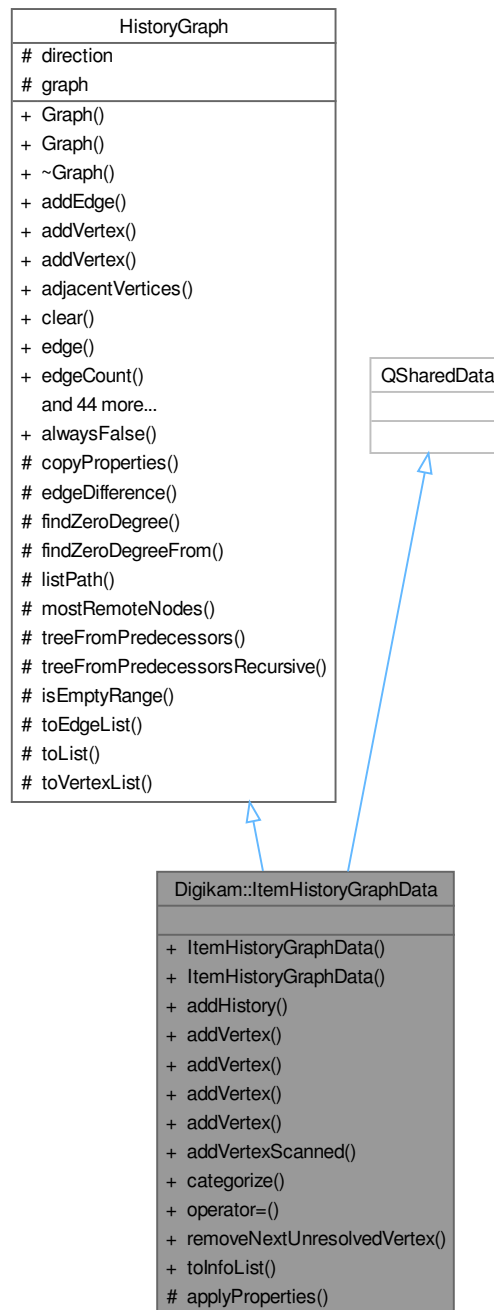 HistoryGraph
# direction
# graph
+ Graph()
+ Graph()
+ ~Graph()
+ addEdge()
+ addVertex()
+ addVertex()
+ adjacentVertices()
+ clear()
+ edge()
+ edgeCount()
and 44 more...
+ alwaysFalse()
# copyProperties()
# edgeDifference()
# findZeroDegree()
# findZeroDegreeFrom()
# listPath()
# mostRemoteNodes()
# treeFromPredecessors()
# treeFromPredecessorsRecursive()
# isEmptyRange()
# toEdgeList()
# toList()
# toVertexList()
QSharedData
Digikam::ItemHistoryGraphData
+ ItemHistoryGraphData()
+ ItemHistoryGraphData()
+ addHistory()
+ addVertex()
+ addVertex()
+ addVertex()
+ addVertex()
+ addVertexScanned()
+ categorize()
+ operator=()
+ removeNextUnresolvedVertex()
+ toInfoList()
# applyProperties()